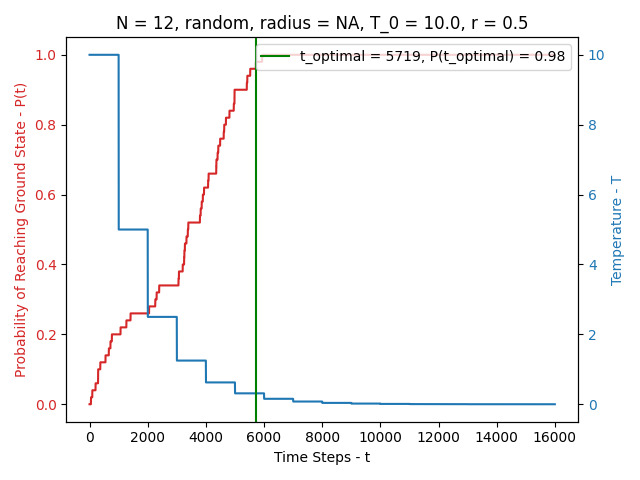 N = 12, random, radius = NA, T_0 = 10.0, r = 0.5
t_optimal = 5719, P(t_optimal) = 0.98
Probability of Reaching Ground State - P(t)
1.0
0.8
0.6
0.4
0.2
0.0
10
8
6
4
2
0
Temperature - T
0 2000 4000 6000 8000 10000 12000 14000 16000
Time Steps - t